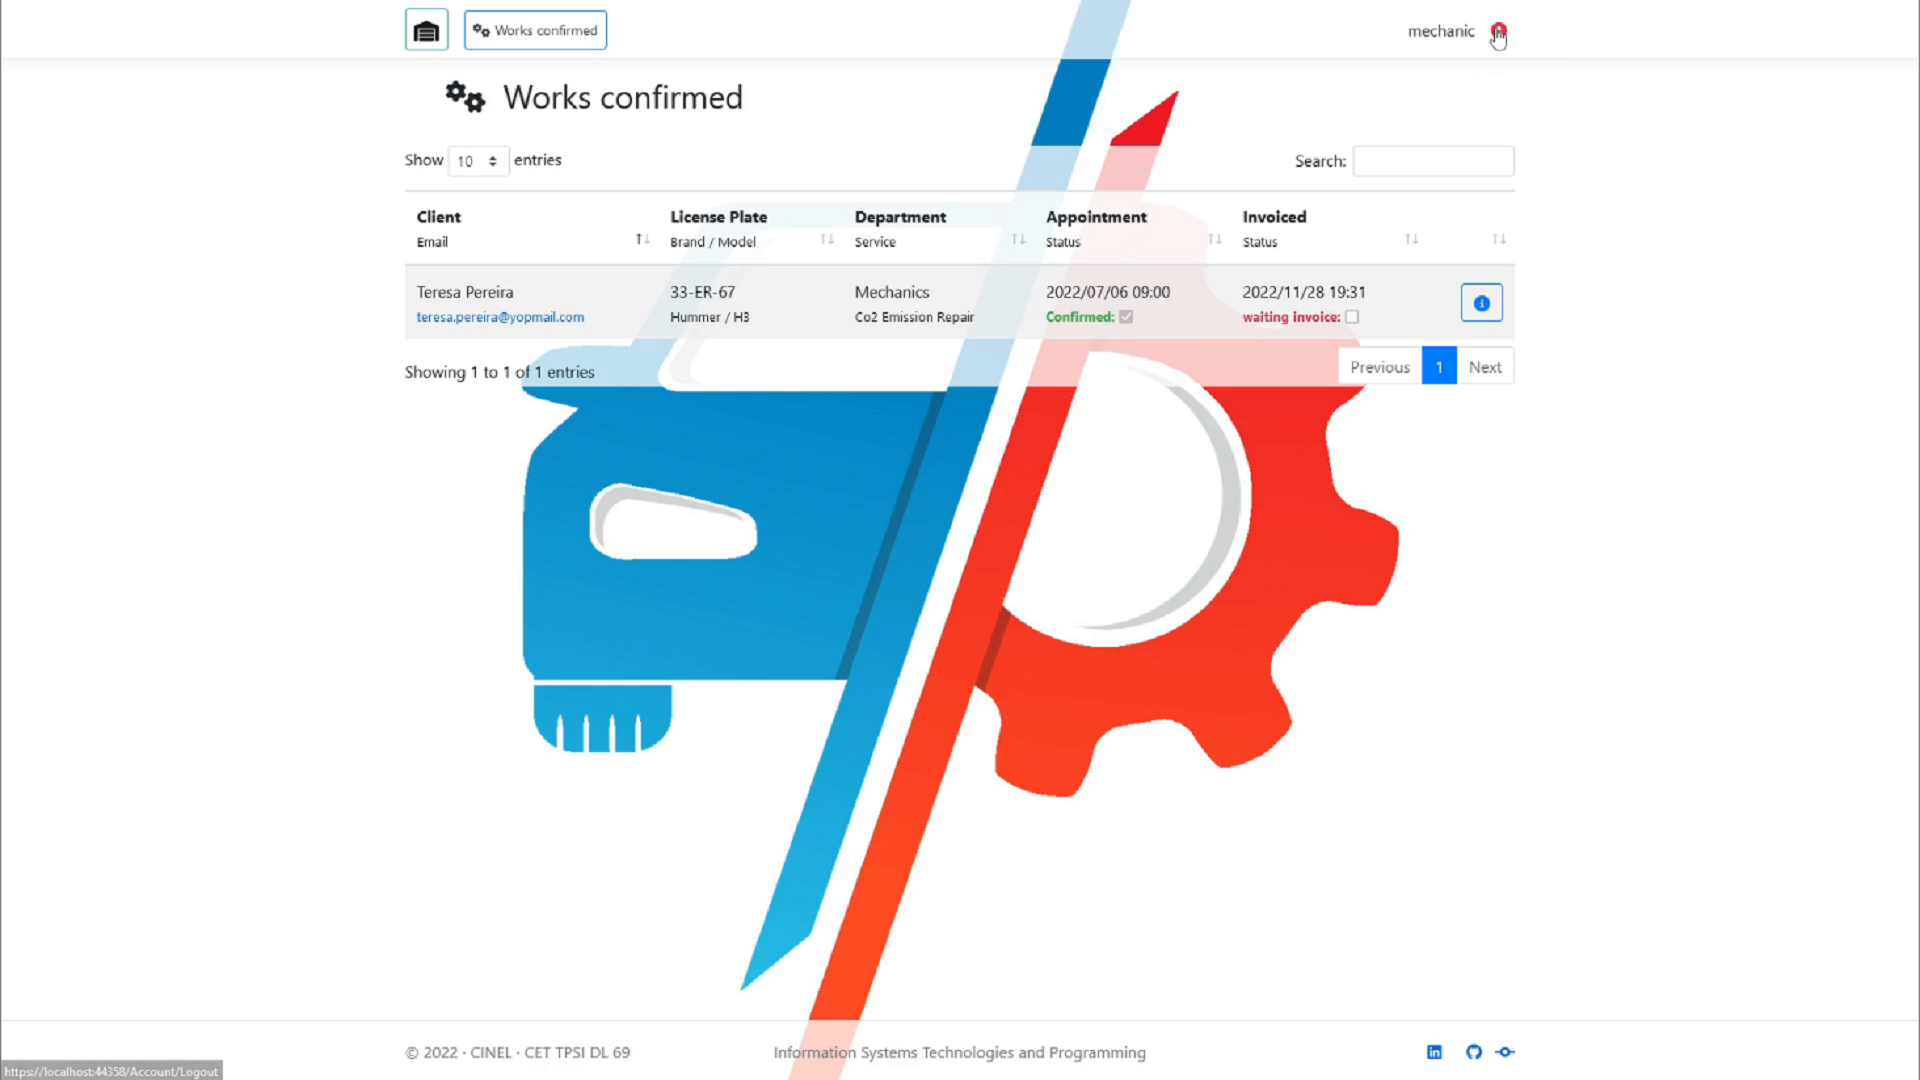 Works confirmed
mechanic
Works confirmed
Show 10 entries
Search:
Client
License Plate
Department
Appointment
Invoiced
Email
Brand / Model
Service
Status
Status
Teresa Pereira
33-ER-67
Mechanics
2022/07/06 09:00
2022/11/28 19:31
teresa.pereira@yopmail.com
Hummer / H3
Co2 Emission Repair
Confirmed:
waiting invoice:
Showing 1 to 1 of 1 entries
Previous 1 Next
© 2022 · CINEL · CET TPSI DL 69
Information Systems Technologies and Programming
https://localhost:44358/Account/Logout